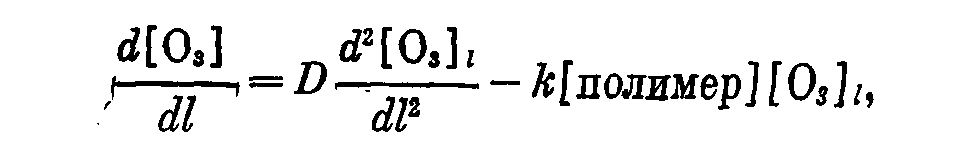 d[O₃]/dl = D d²[O₃]ₗ/dl² − k[полимер][O₃]ₗ,